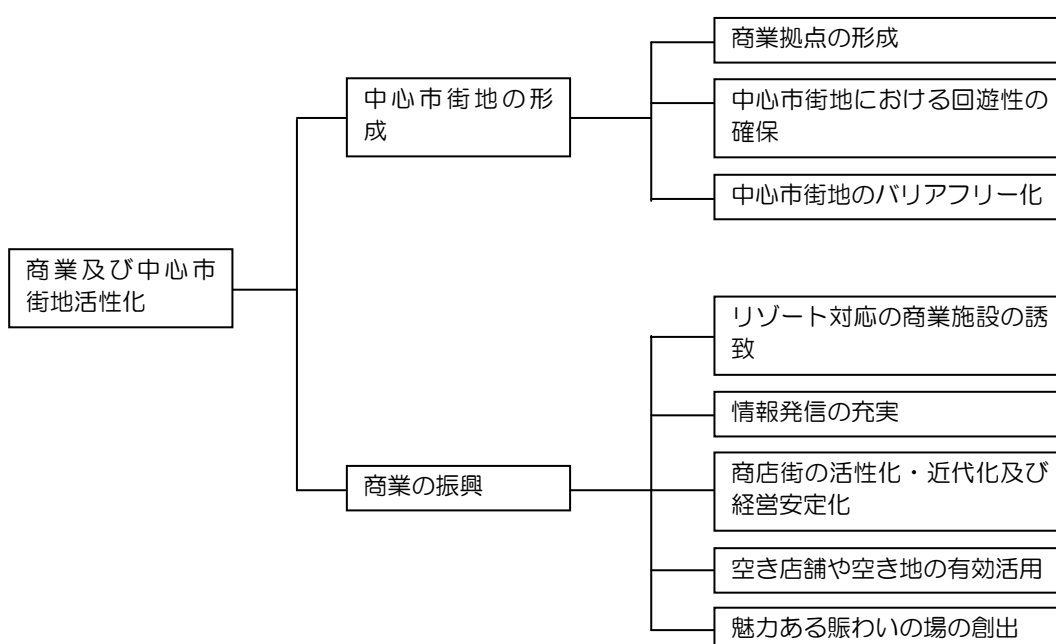 商業及び中心市
街地活性化
中心市街地の形
成
商業拠点の形成
中心市街地における回遊性の
確保
中心市街地のバリアフリー化
商業の振興
リゾート対応の商業施設の誘
致
情報発信の充実
商店街の活性化・近代化及び
経営安定化
空き店舗や空き地の有効活用
魅力ある賑わいの場の創出